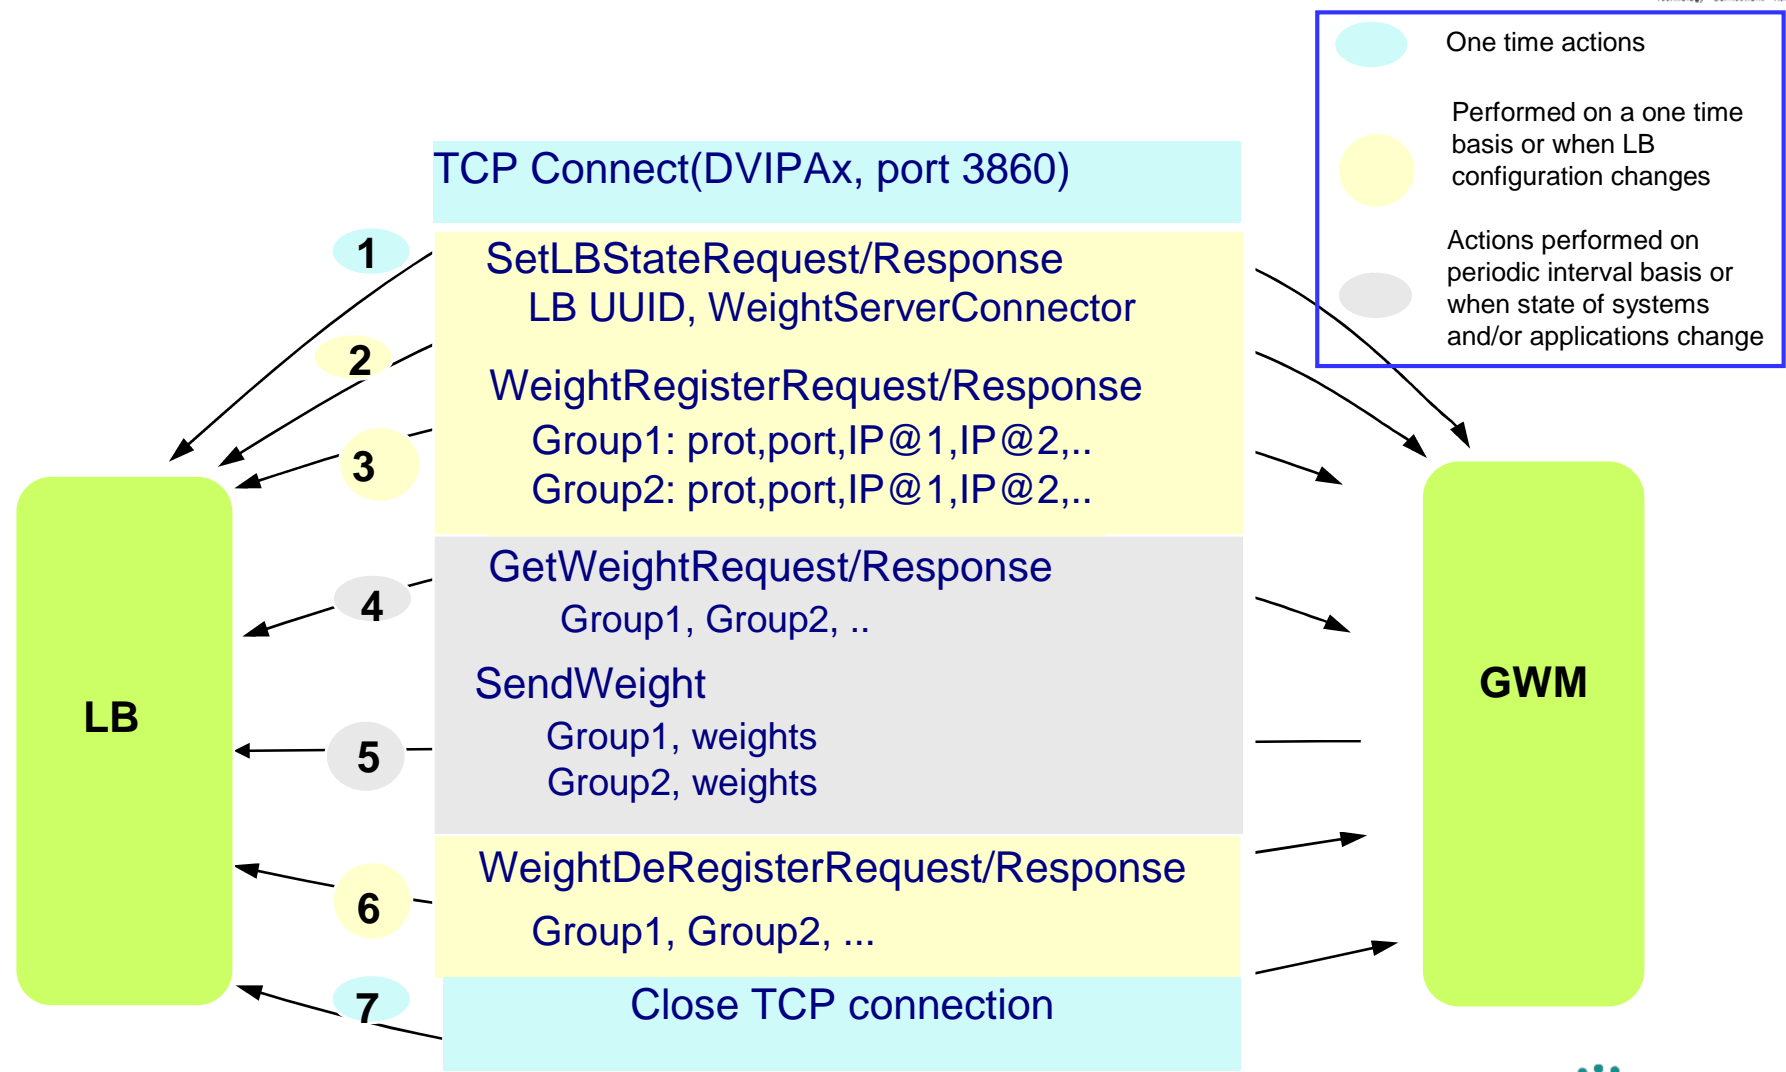 One time actions
Performed on a one time
basis or when LB
configuration changes
Actions performed on
periodic interval basis or
when state of systems
and/or applications change
TCP Connect(DVIPAx, port 3860)
1
SetLBStateRequest/Response
LB UUID, WeightServerConnector
2
WeightRegisterRequest/Response
3
Group1: prot,port,IP@1,IP@2,..
Group2: prot,port,IP@1,IP@2,..
GetWeightRequest/Response
4
Group1, Group2, ..
SendWeight
LB
GWM
5
Group1, weights
Group2, weights
WeightDeRegisterRequest/Response
6
Group1, Group2, ...
7
Close TCP connection